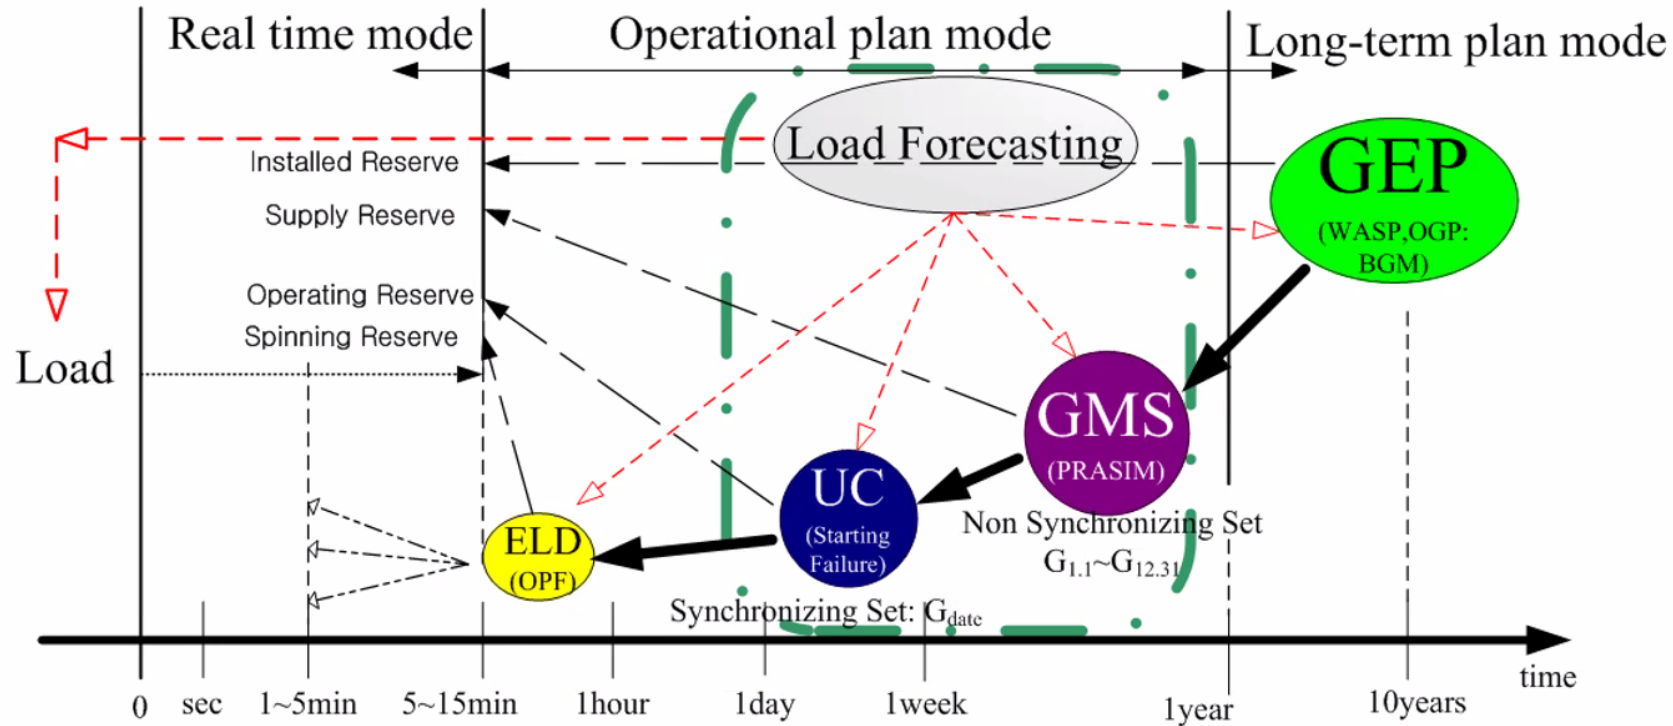 Real time mode
Operational plan mode
Long-term plan mode
Load Forecasting
Installed Reserve
GEP
(WASP,OGP:
BGM)
Supply Reserve
Operating Reserve
Spinning Reserve
Load
GMS
(PRASIM)
UC
(Starting
Failure)
Non Synchronizing Set
G1.1~G12.31
ELD
(OPF)
Synchronizing Set: Gdate
time
0
sec
1~5min
5~15min
1hour
1day
1week
1year
10years